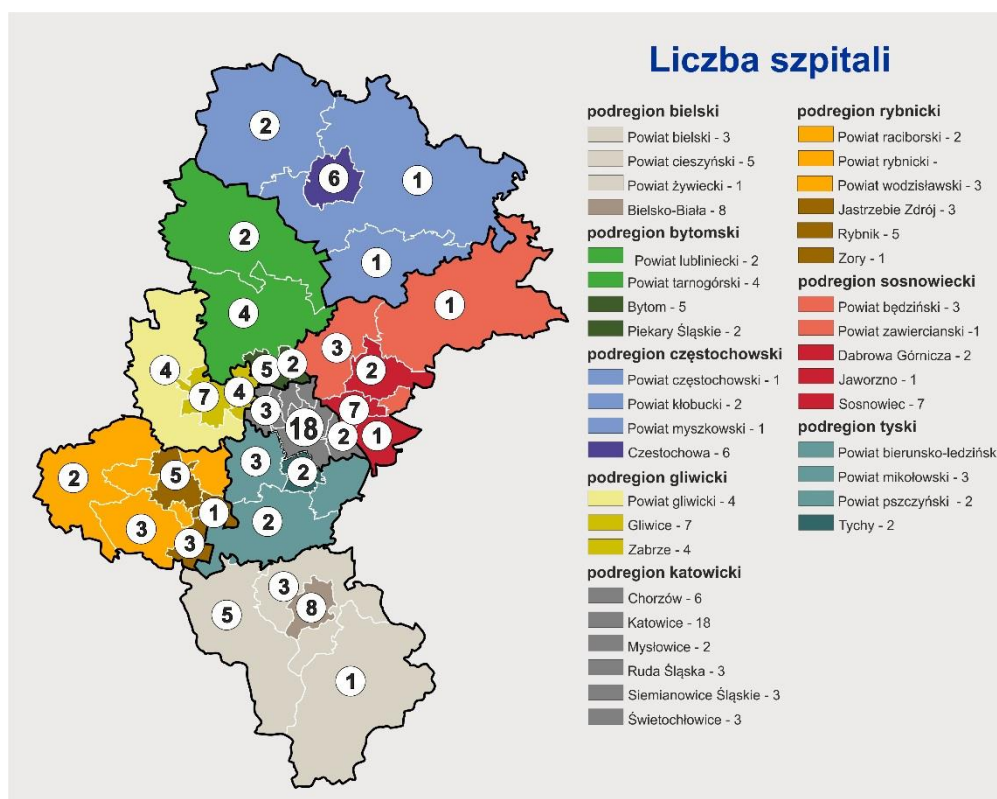 Liczba szpitali
podregion bielski
Powiat bielski - 3
Powiat cieszyński - 5
Powiat żywiecki - 1
Bielsko-Biała - 8
podregion bytomski
Powiat lubliniecki - 2
Powiat tarnogórski - 4
Bytom - 5
Piekary Śląskie - 2
podregion częstochowski
Powiat częstochowski - 1
Powiat kłobucki - 2
Powiat myszkowski - 1
Czestochowa - 6
podregion gliwicki
Powiat gliwicki - 4
Gliwice - 7
Zabrze - 4
podregion katowicki
Chorzów - 6
Katowice - 18
Mysłowice - 2
Ruda Śląska - 3
Siemianowice Śląskie - 3
Świetochłowice - 3
podregion rybnicki
Powiat raciborski - 2
Powiat rybnicki -
Powiat wodzisławski - 3
Jastrzebie Zdrój - 3
Rybnik - 5
Zory - 1
podregion sosnowiecki
Powiat będziński - 3
Powiat zawiercianski -1
Dabrowa Górnicza - 2
Jaworzno - 1
Sosnowiec - 7
podregion tyski
Powiat bierunsko-ledzińsk
Powiat mikołowski - 3
Powiat pszczyński - 2
Tychy - 2
2
6
1
2
1
4
1
3
5
2
2
4
7
4
3
18
7
2
1
3
2
2
5
1
2
3
3
3
5
8
1